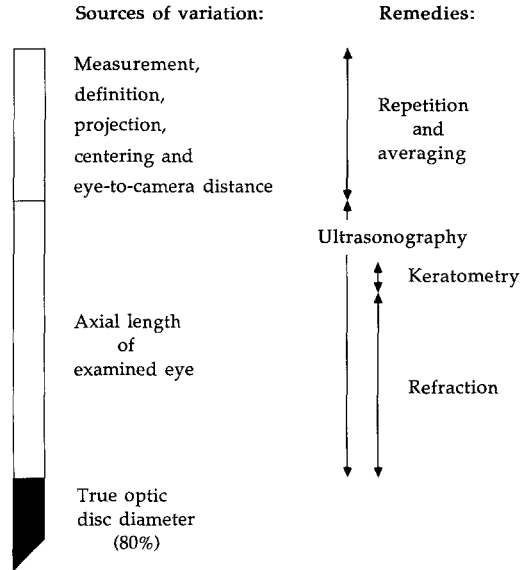 Sources of variation:
Remedies:
Measurement,
definition,
projection,
centering and
eye-to-camera distance
Repetition
and
averaging
Ultrasonography
Keratometry
Axial length
of
examined eye
Refraction
True optic
disc diameter
(80%)